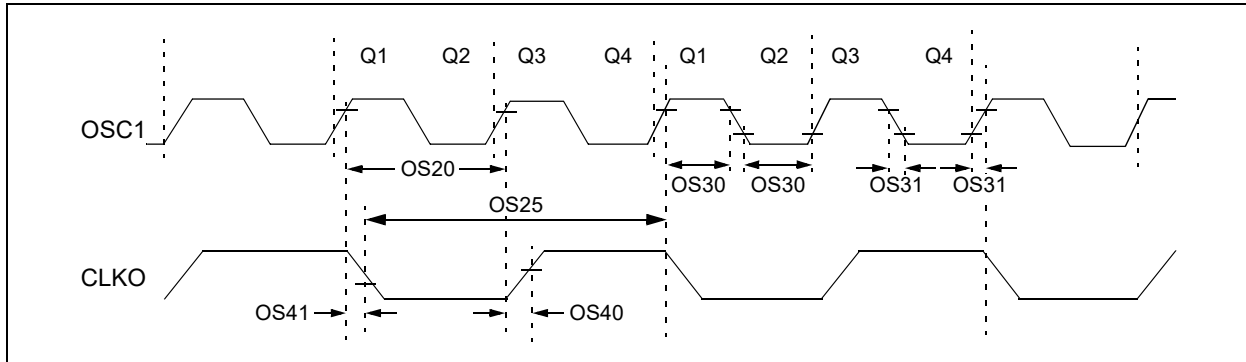 Q1 Q2 Q3 Q4 Q1 Q2 Q3 Q4
OSC1
OS20
OS30 OS30 OS31 OS31
OS25
CLKO
OS41 OS40